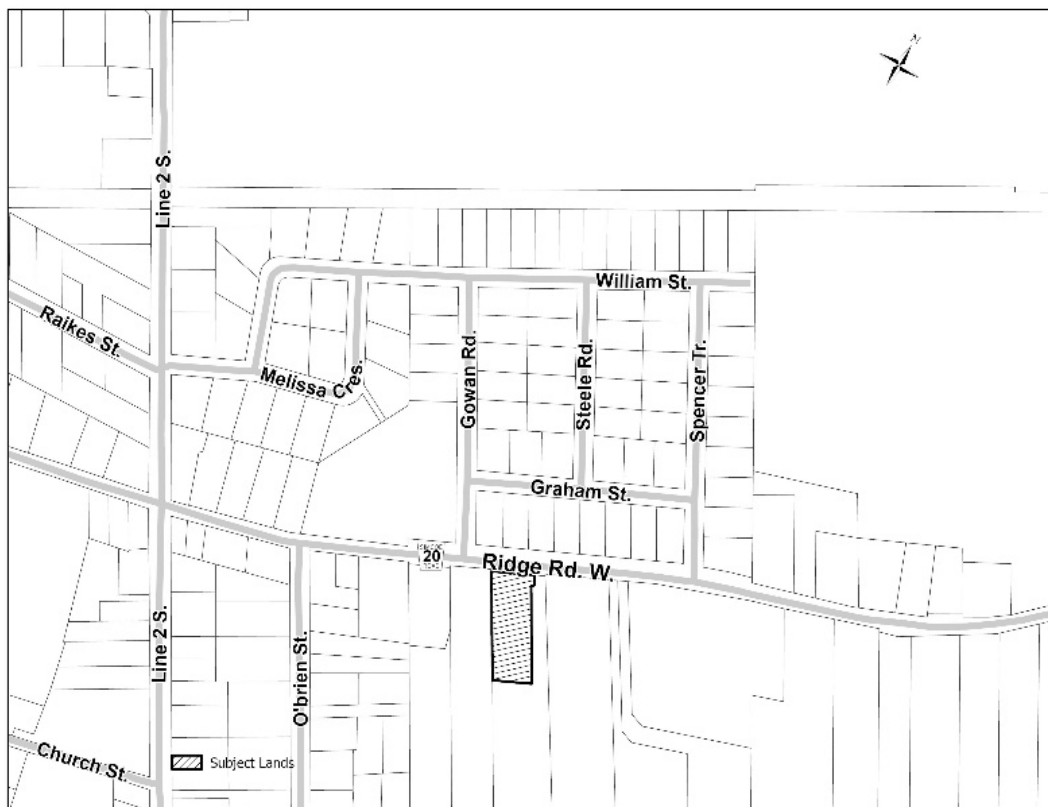 N
Line 2 S.
William St.
Raikes St.
Melissa Cres.
Gowan Rd.
Steele Rd.
Spencer Tr.
Graham St.
20
Ridge Rd. W.
Line 2 S.
O'brien St.
Church St.
Subject Lands